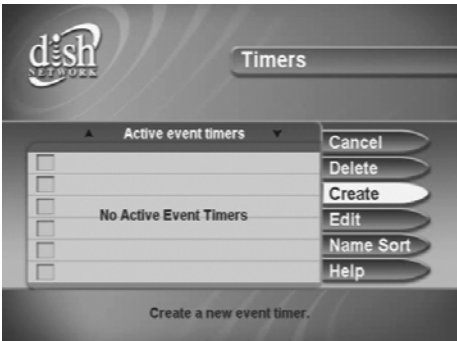 dish
NETWORK
Timers
Active event timers
No Active Event Timers
Cancel
Delete
Create
Edit
Name Sort
Help
Create a new event timer.